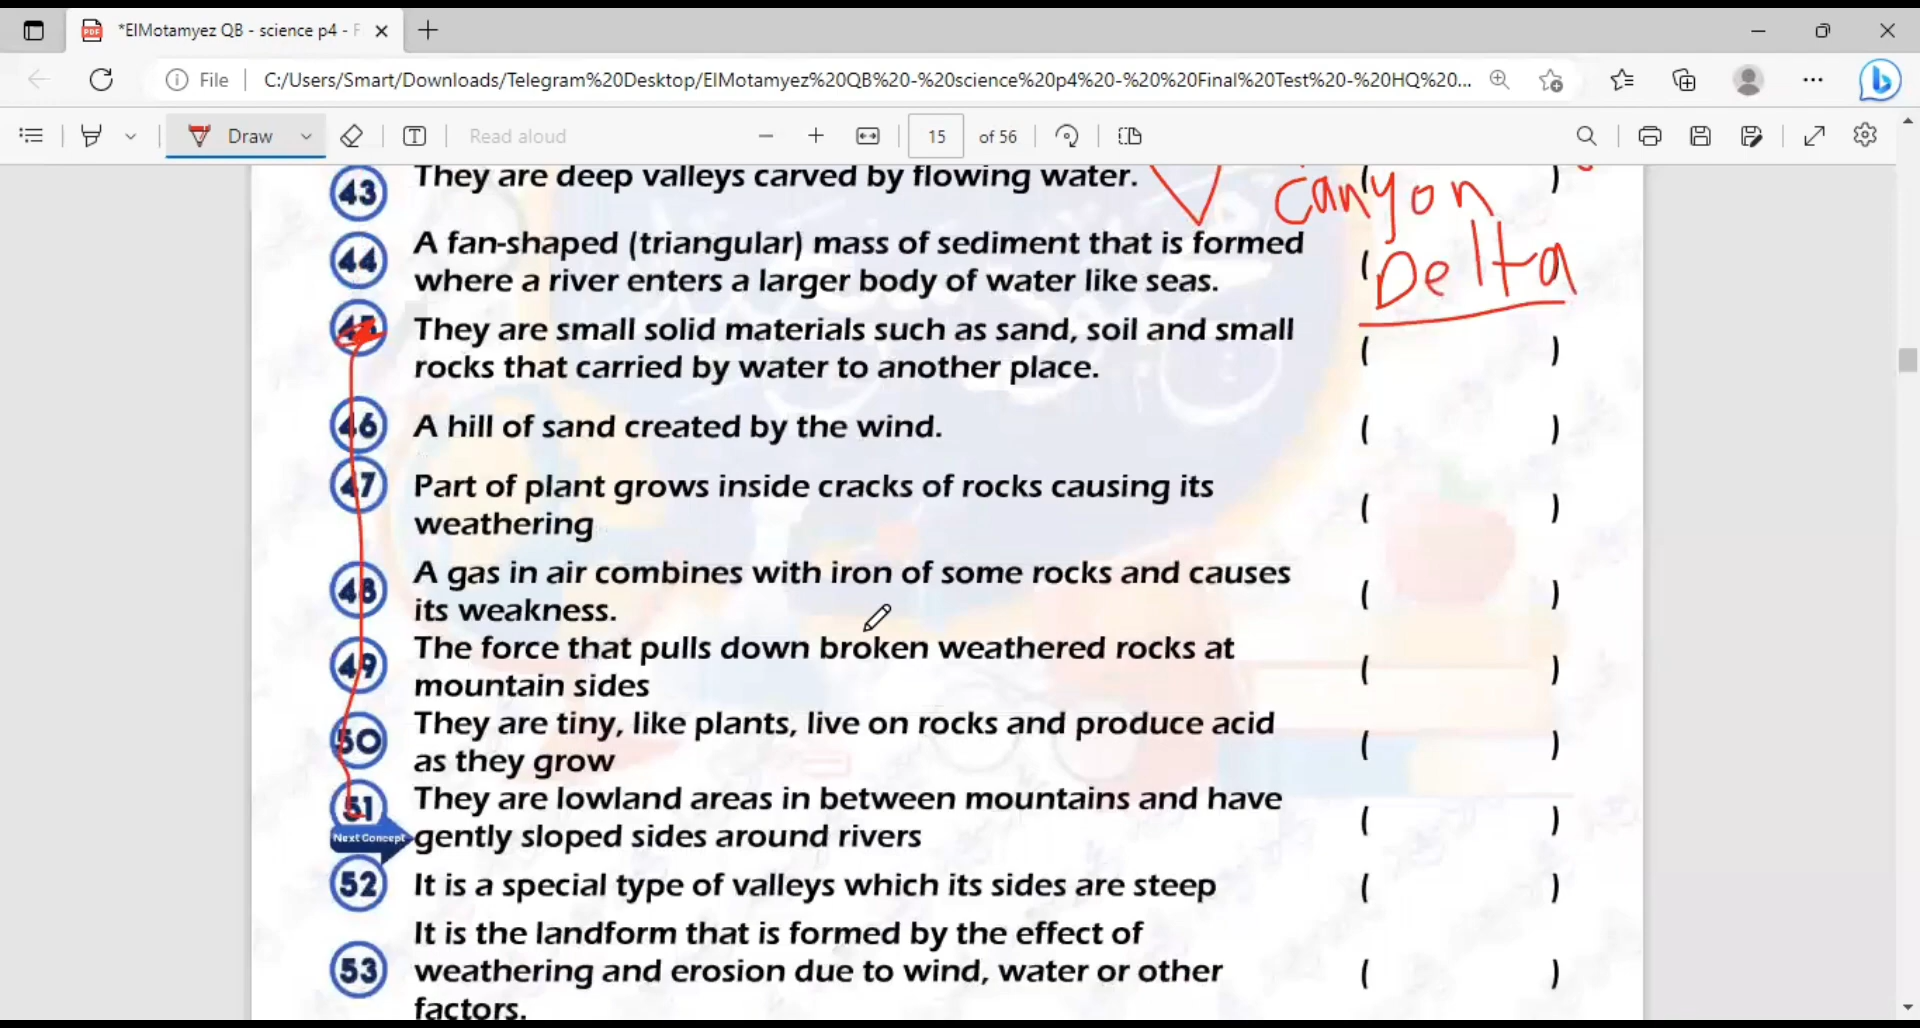 *ElMotamyez QB - science p4 - F
File
C:/Users/Smart/Downloads/Telegram%20Desktop/ElMotamyez%20QB%20-%20science%20p4%20-%20%20Final%20Test%20-%20HQ%20...
Draw
Read aloud
15 of 56
43 They are deep valleys carved by flowing water. ( Canyon )
44 A fan-shaped (triangular) mass of sediment that is formed
where a river enters a larger body of water like seas. ( Delta )
45 They are small solid materials such as sand, soil and small
rocks that carried by water to another place. ( )
46 A hill of sand created by the wind. ( )
47 Part of plant grows inside cracks of rocks causing its
weathering ( )
48 A gas in air combines with iron of some rocks and causes
its weakness. ( )
49 The force that pulls down broken weathered rocks at
mountain sides ( )
50 They are tiny, like plants, live on rocks and produce acid
as they grow ( )
51 They are lowland areas in between mountains and have
Next Concept gently sloped sides around rivers ( )
52 It is a special type of valleys which its sides are steep ( )
It is the landform that is formed by the effect of
53 weathering and erosion due to wind, water or other ( )
factors.